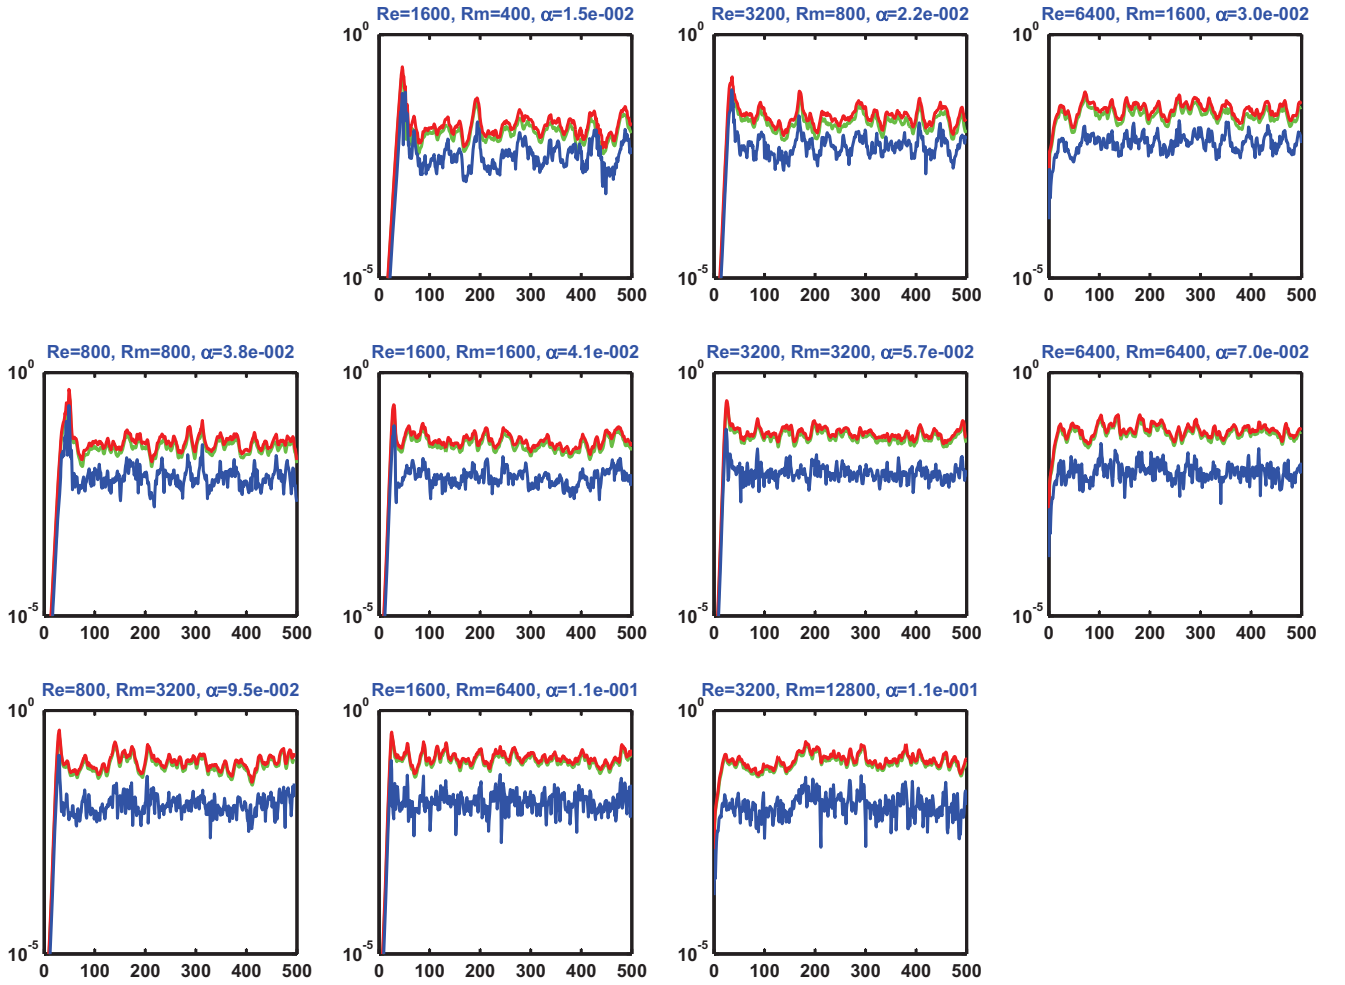 Re=1600, Rm=400, α=1.5e-002
Re=3200, Rm=800, α=2.2e-002
Re=6400, Rm=1600, α=3.0e-002
10^0
10^0
10^0
10^-5
10^-5
10^-5
0 100 200 300 400 500
0 100 200 300 400 500
0 100 200 300 400 500
Re=800, Rm=800, α=3.8e-002
Re=1600, Rm=1600, α=4.1e-002
Re=3200, Rm=3200, α=5.7e-002
Re=6400, Rm=6400, α=7.0e-002
10^0
10^0
10^0
10^0
10^-5
10^-5
10^-5
10^-5
0 100 200 300 400 500
0 100 200 300 400 500
0 100 200 300 400 500
0 100 200 300 400 500
Re=800, Rm=3200, α=9.5e-002
Re=1600, Rm=6400, α=1.1e-001
Re=3200, Rm=12800, α=1.1e-001
10^0
10^0
10^0
10^-5
10^-5
10^-5
0 100 200 300 400 500
0 100 200 300 400 500
0 100 200 300 400 500